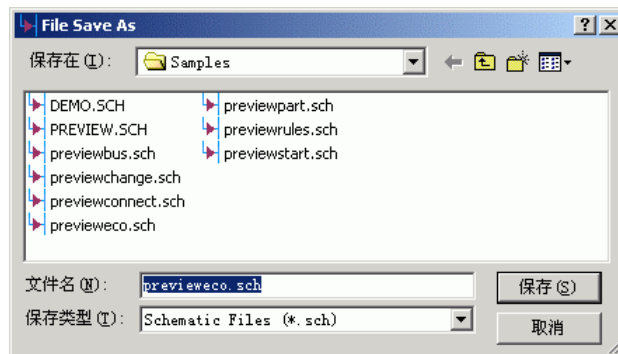 File Save As
保存在(I): Samples
DEMO.SCH previewpart.sch
PREVIEW.SCH previewrules.sch
previewbus.sch previewstart.sch
previewchange.sch
previewconnect.sch
previeweco.sch
文件名(N): previeweco.sch 保存(S)
保存类型(T): Schematic Files (*.sch) 取消